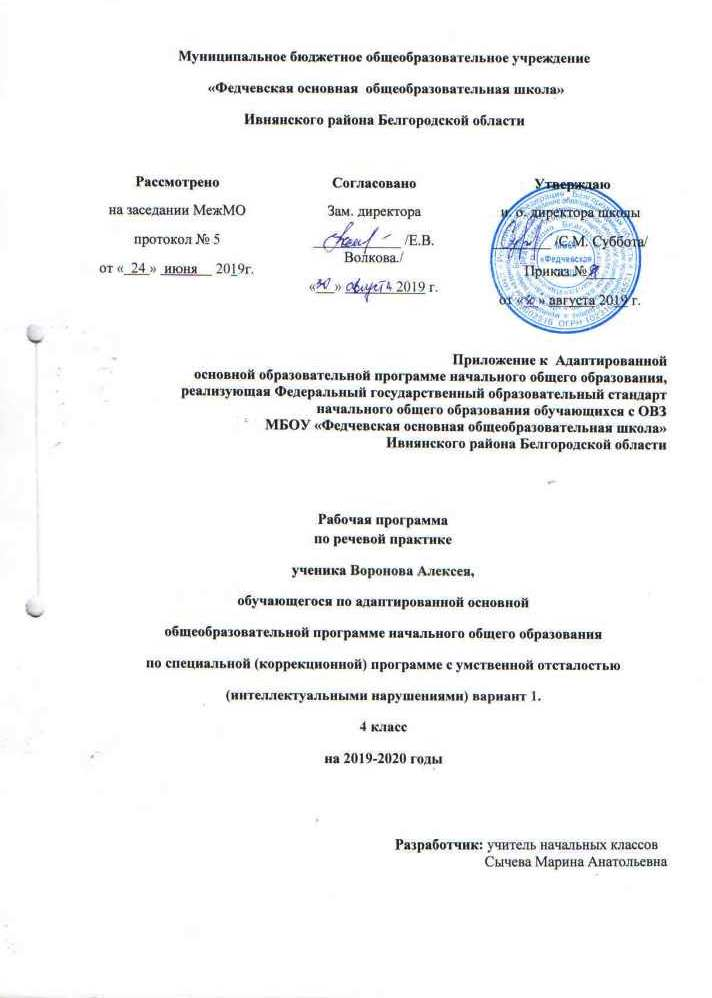 Муниципальное бюджетное общеобразовательное учреждение
«Федчевская основная общеобразовательная школа»
Ивнянского района Белгородской области
Рассмотрено
на заседании МежМО
протокол № 5
от « 24 » июня 2019г.
Согласовано
Зам. директора
/Е.В.
Волкова./
«30» августа 2019 г.
Утверждаю
и. о. директора школы
/С.М. Суббота/
Приказ №
от «30» августа 2019 г.
«Федчевская
Приложение к Адаптированной
основной образовательной программе начального общего образования,
реализующая Федеральный государственный образовательный стандарт
начального общего образования обучающихся с ОВЗ
МБОУ «Федчевская основная общеобразовательная школа»
Ивнянского района Белгородской области
Рабочая программа
по речевой практике
ученика Воронова Алексея,
обучающегося по адаптированной основной
общеобразовательной программе начального общего образования
по специальной (коррекционной) программе с умственной отсталостью
(интеллектуальными нарушениями) вариант 1.
4 класс
на 2019-2020 годы
Разработчик: учитель начальных классов
Сычева Марина Анатольевна